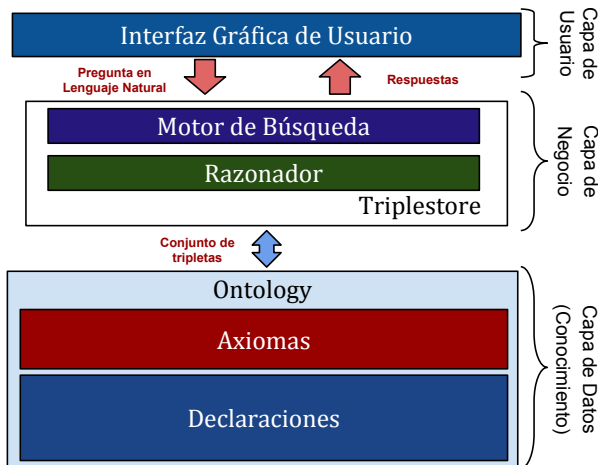 Interfaz Gráfica de Usuario
Capa de
Usuario
Pregunta en
Lenguaje Natural
Respuestas
Motor de Búsqueda
Razonador
Triplestore
Capa de
Negocio
Conjunto de
tripletas
Ontology
Axiomas
Declaraciones
Capa de Datos
(Conocimiento)